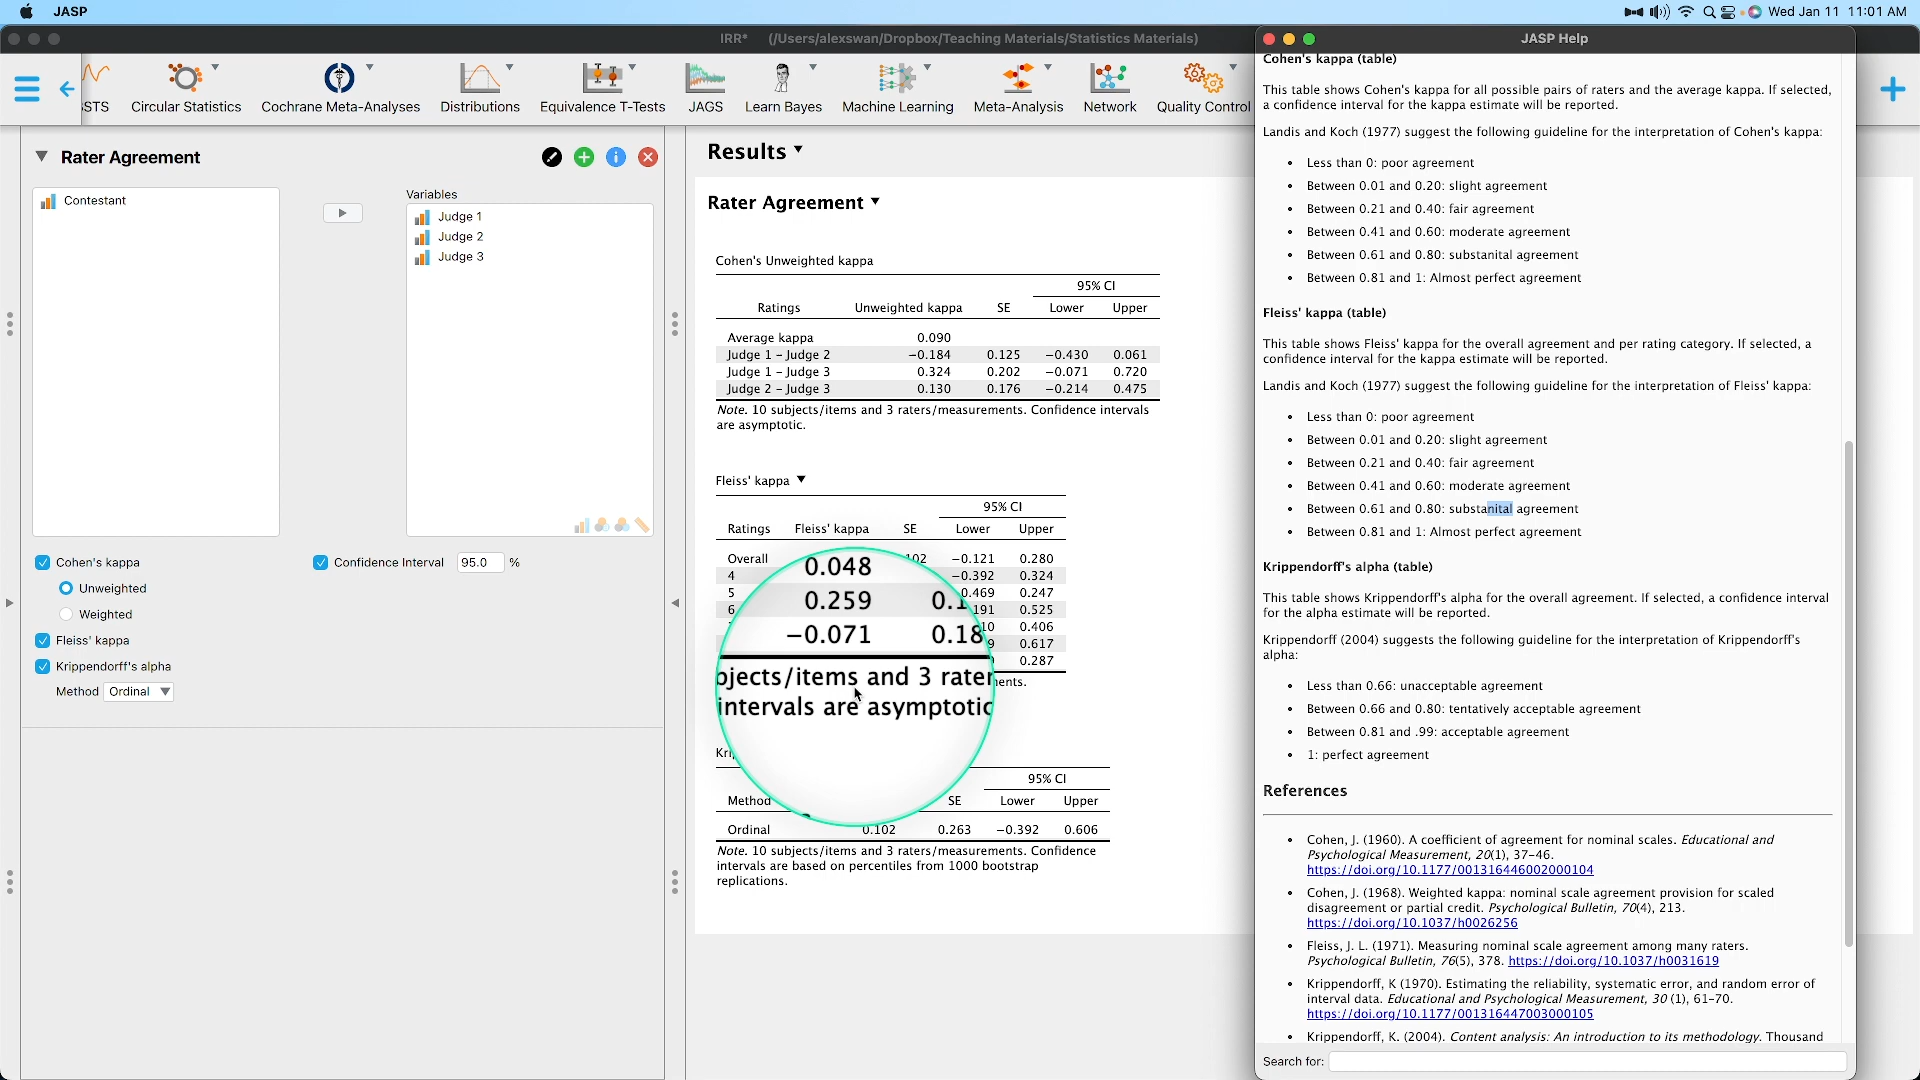 JASP
Wed Jan 11 11:01 AM
IRR* (/Users/alexswan/Dropbox/Teaching Materials/Statistics Materials)
STS
Circular Statistics
Cochrane Meta-Analyses
Distributions
Equivalence T-Tests
JAGS
Learn Bayes
Machine Learning
Meta-Analysis
Network
Quality Control
Rater Agreement
Contestant
Variables
Judge 1
Judge 2
Judge 3
Cohen's kappa
Unweighted
Weighted
Fleiss' kappa
Krippendorff's alpha
Method Ordinal
Confidence Interval 95.0 %
Results
Rater Agreement
Cohen's Unweighted kappa
95% CI
Ratings Unweighted kappa SE Lower Upper
Average kappa 0.090
Judge 1 – Judge 2 −0.184 0.125 −0.430 0.061
Judge 1 – Judge 3 0.324 0.202 −0.071 0.720
Judge 2 – Judge 3 0.130 0.176 −0.214 0.475
Note. 10 subjects/items and 3 raters/measurements. Confidence intervals
are asymptotic.
Fleiss' kappa
95% CI
Ratings Fleiss' kappa SE Lower Upper
Overall 102 −0.121 0.280
4 0.048 −0.392 0.324
5 0.259 0.1 0.469 0.247
6 −0.071 0.18 191 0.525
10 0.406
9 0.617
0.287
bjects/items and 3 rater ments.
intervals are asymptotic
Kri
95% CI
Method SE Lower Upper
Ordinal 0.102 0.263 −0.392 0.606
Note. 10 subjects/items and 3 raters/measurements. Confidence
intervals are based on percentiles from 1000 bootstrap
replications.
JASP Help
Cohen's kappa (table)
This table shows Cohen's kappa for all possible pairs of raters and the average kappa. If selected,
a confidence interval for the kappa estimate will be reported.
Landis and Koch (1977) suggest the following guideline for the interpretation of Cohen's kappa:
• Less than 0: poor agreement
• Between 0.01 and 0.20: slight agreement
• Between 0.21 and 0.40: fair agreement
• Between 0.41 and 0.60: moderate agreement
• Between 0.61 and 0.80: substanital agreement
• Between 0.81 and 1: Almost perfect agreement
Fleiss' kappa (table)
This table shows Fleiss' kappa for the overall agreement and per rating category. If selected, a
confidence interval for the kappa estimate will be reported.
Landis and Koch (1977) suggest the following guideline for the interpretation of Fleiss' kappa:
• Less than 0: poor agreement
• Between 0.01 and 0.20: slight agreement
• Between 0.21 and 0.40: fair agreement
• Between 0.41 and 0.60: moderate agreement
• Between 0.61 and 0.80: substanital agreement
• Between 0.81 and 1: Almost perfect agreement
Krippendorff's alpha (table)
This table shows Krippendorff's alpha for the overall agreement. If selected, a confidence interval
for the alpha estimate will be reported.
Krippendorff (2004) suggests the following guideline for the interpretation of Krippendorff's
alpha:
• Less than 0.66: unacceptable agreement
• Between 0.66 and 0.80: tentatively acceptable agreement
• Between 0.81 and .99: acceptable agreement
• 1: perfect agreement
References
• Cohen, J. (1960). A coefficient of agreement for nominal scales. Educational and
Psychological Measurement, 20(1), 37–46.
https://doi.org/10.1177/001316446002000104
• Cohen, J. (1968). Weighted kappa: nominal scale agreement provision for scaled
disagreement or partial credit. Psychological Bulletin, 70(4), 213.
https://doi.org/10.1037/h0026256
• Fleiss, J. L. (1971). Measuring nominal scale agreement among many raters.
Psychological Bulletin, 76(5), 378. https://doi.org/10.1037/h0031619
• Krippendorff, K (1970). Estimating the reliability, systematic error, and random error of
interval data. Educational and Psychological Measurement, 30 (1), 61–70.
https://doi.org/10.1177/001316447003000105
• Krippendorff, K. (2004). Content analysis: An introduction to its methodology. Thousand
Search for: